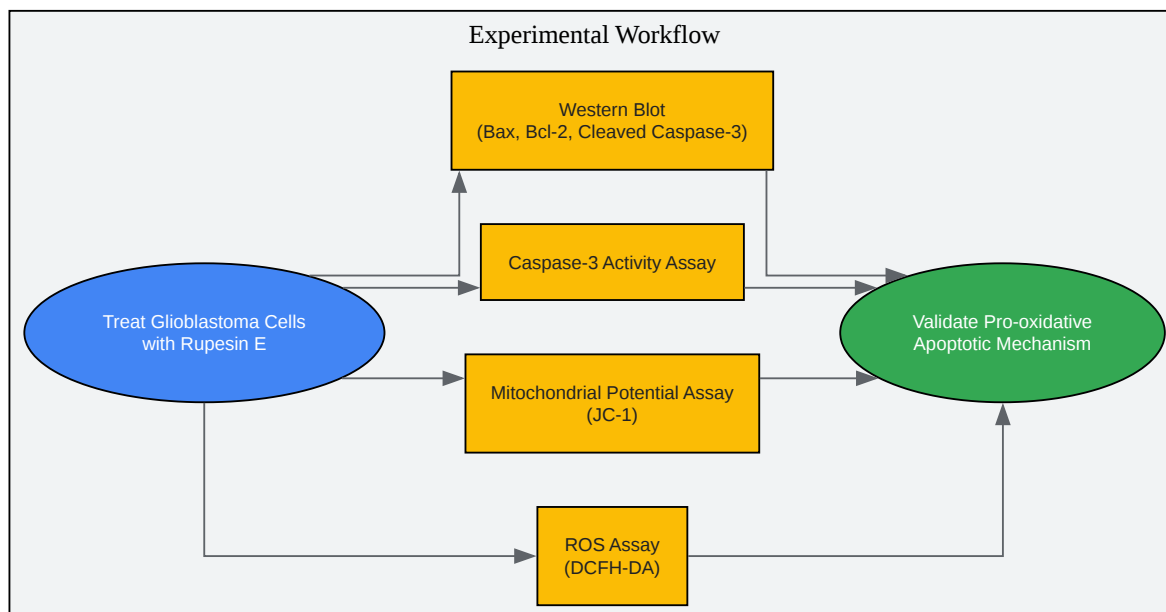 Experimental Workflow
Western Blot
(Bax, Bcl-2, Cleaved Caspase-3)
Caspase-3 Activity Assay
Treat Glioblastoma Cells
with Rupesin E
Validate Pro-oxidative
Apoptotic Mechanism
Mitochondrial Potential Assay
(JC-1)
ROS Assay
(DCFH-DA)